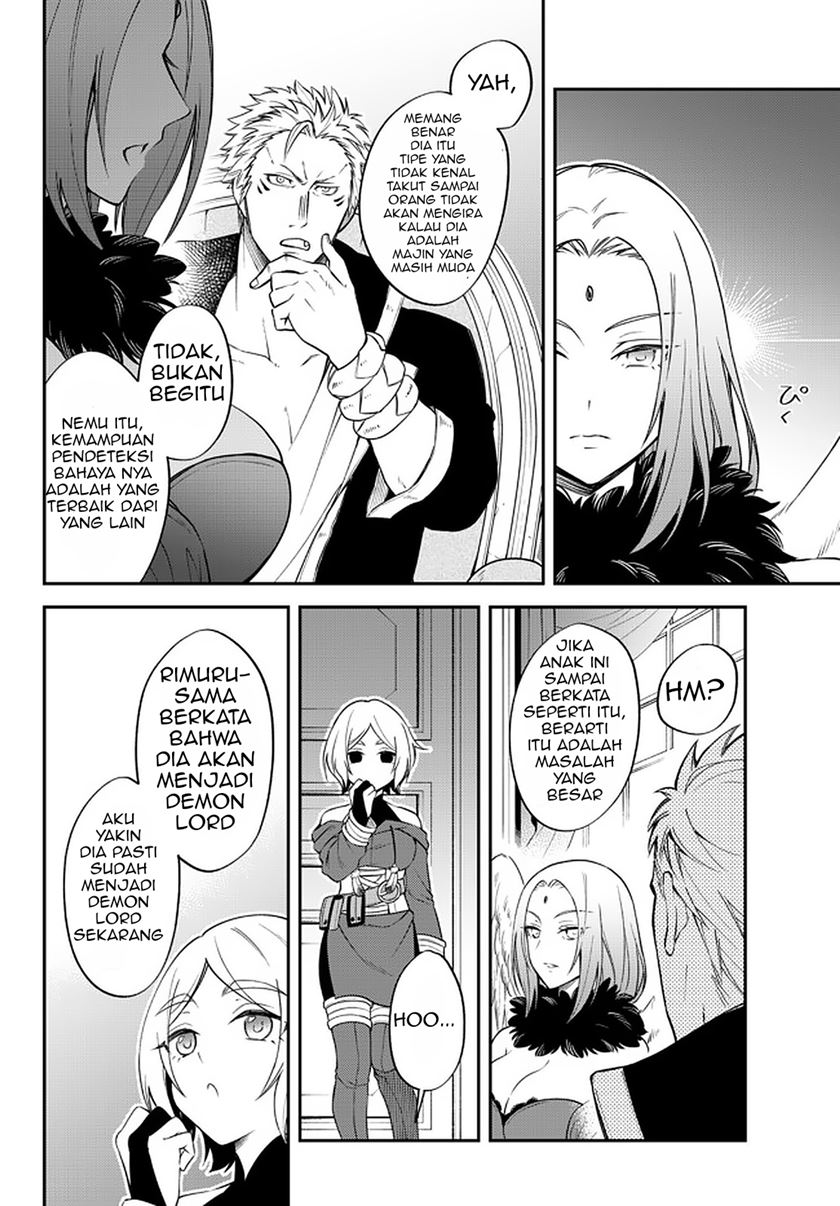 ぴく
YAH,
MEMANG
BENAR
DIA ITU
TIPE YANG
TIDAK KENAL
TAKUT SAMPAI
ORANG TIDAK
AKAN MENGIRA
KALAU DIA
ADALAH
MAJIN YANG
MASIH MUDA
TIDAK,
BUKAN
BEGITU
NEMU ITU,
KEMAMPUAN
PENDETEKSI
BAHAYA NYA
ADALAH YANG
TERBAIK DARI
YANG LAIN
HM?
JIKA
ANAK INI
SAMPAI
BERKATA
SEPERTI ITU,
BERARTI
ITU ADALAH
MASALAH
YANG
BESAR
HOO...
RIMURU-
SAMA
BERKATA
BAHWA
DIA AKAN
MENJADI
DEMON
LORD
AKU
YAKIN
DIA PASTI
SUDAH
MENJADI
DEMON
LORD
SEKARANG